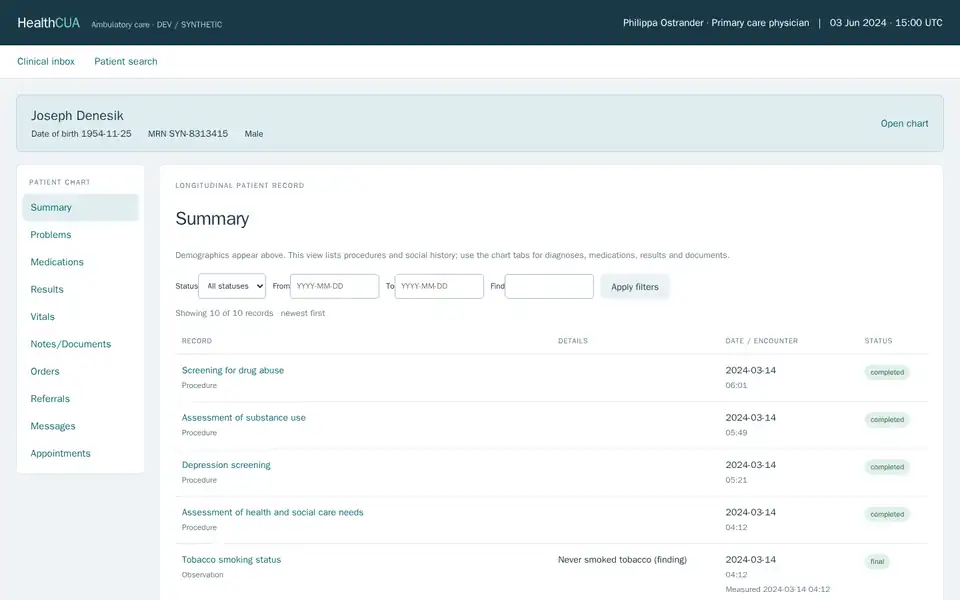 HealthCUA Ambulatory care · DEV / SYNTHETIC Philippa Ostrander · Primary care physician | 03 Jun 2024 · 15:00 UTC
Clinical inbox Patient search
Joseph Denesik
Date of birth 1954-11-25 MRN SYN-8313415 Male
Open chart
PATIENT CHART
Summary
Problems
Medications
Results
Vitals
Notes/Documents
Orders
Referrals
Messages
Appointments
LONGITUDINAL PATIENT RECORD
Summary
Demographics appear above. This view lists procedures and social history; use the chart tabs for diagnoses, medications, results and documents.
Status All statuses From YYYY-MM-DD To YYYY-MM-DD Find Apply filters
Showing 10 of 10 records · newest first
RECORD DETAILS DATE / ENCOUNTER STATUS
Screening for drug abuse 2024-03-14 completed
Procedure 06:01
Assessment of substance use 2024-03-14 completed
Procedure 05:49
Depression screening 2024-03-14 completed
Procedure 05:21
Assessment of health and social care needs 2024-03-14 completed
Procedure 04:12
Tobacco smoking status Never smoked tobacco (finding) 2024-03-14 final
Observation 04:12
Measured 2024-03-14 04:12